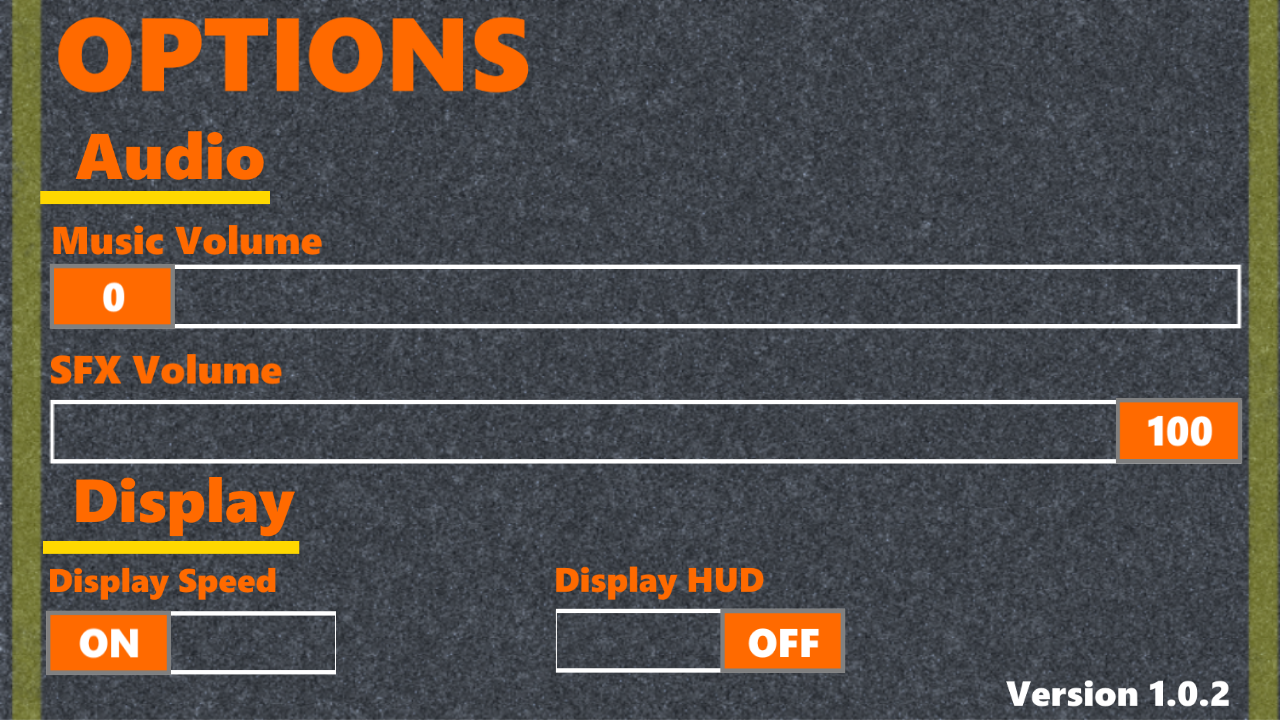 OPTIONS
Audio
Music Volume
0
SFX Volume
100
Display
Display Speed
Display HUD
ON
OFF
Version 1.0.2